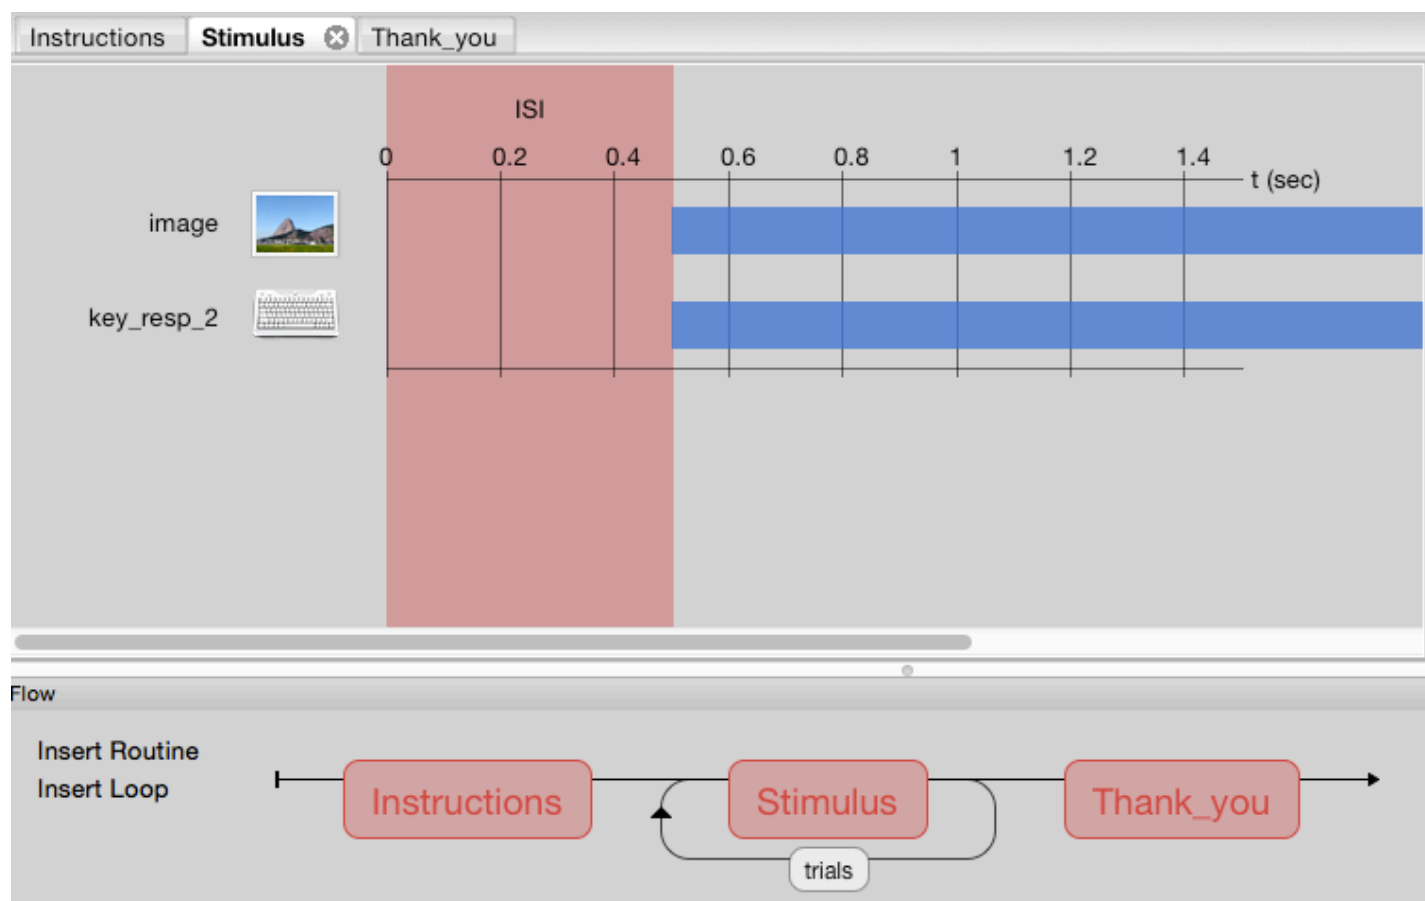 Instructions Stimulus Thank_you
ISI
0 0.2 0.4 0.6 0.8 1 1.2 1.4
t (sec)
image
key_resp_2
Flow
Insert Routine
Insert Loop
Instructions Stimulus Thank_you
trials